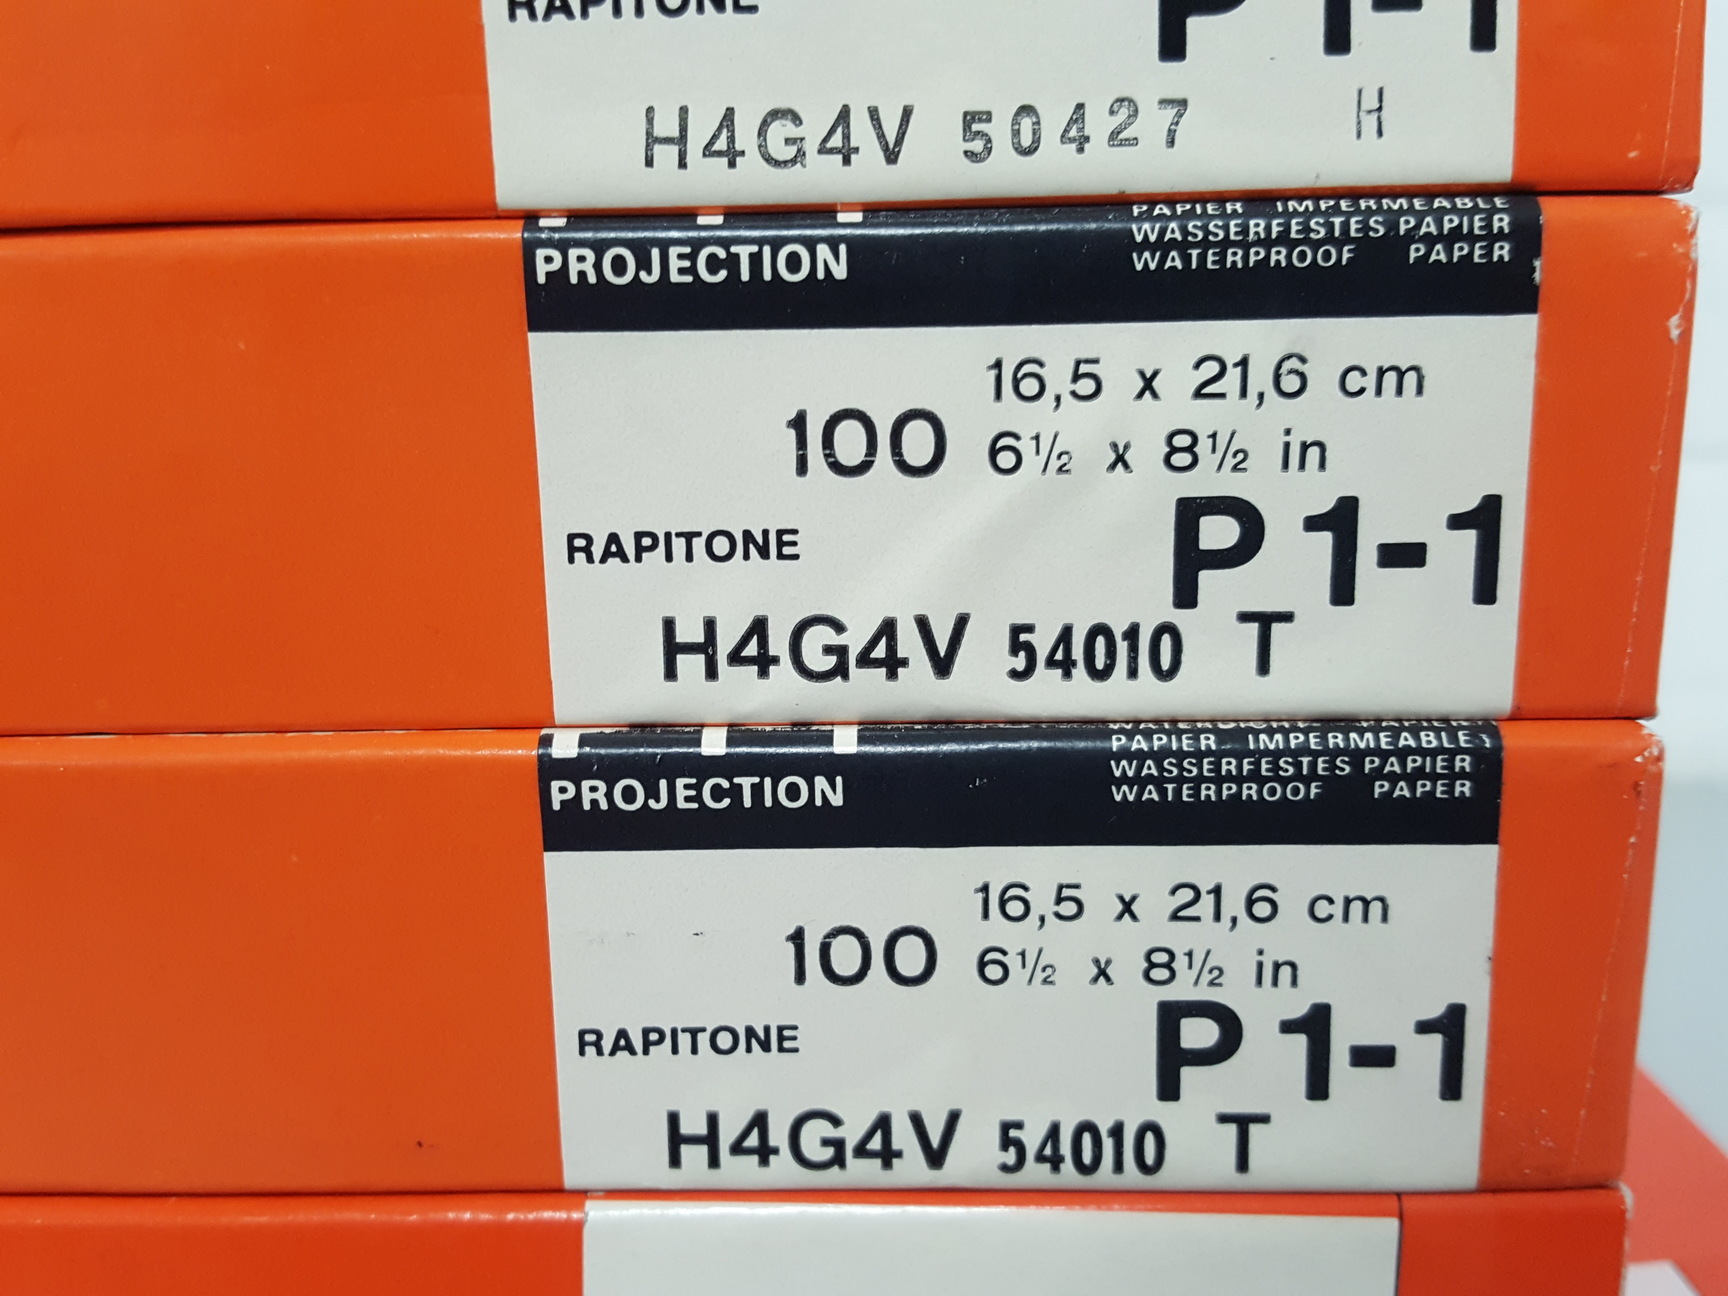 RAPITONE
P 1-1
H4G4V 50427 H
PAPIER IMPERMEABLE
WASSERFESTES PAPIER
WATERPROOF PAPER
PROJECTION
16,5 x 21,6 cm
100
6½ x 8½ in
RAPITONE
P 1-1
H4G4V 54010 T
PAPIER IMPERMEABLE
WASSERFESTES PAPIER
WATERPROOF PAPER
PROJECTION
16,5 x 21,6 cm
100
6½ x 8½ in
RAPITONE
P 1-1
H4G4V 54010 T